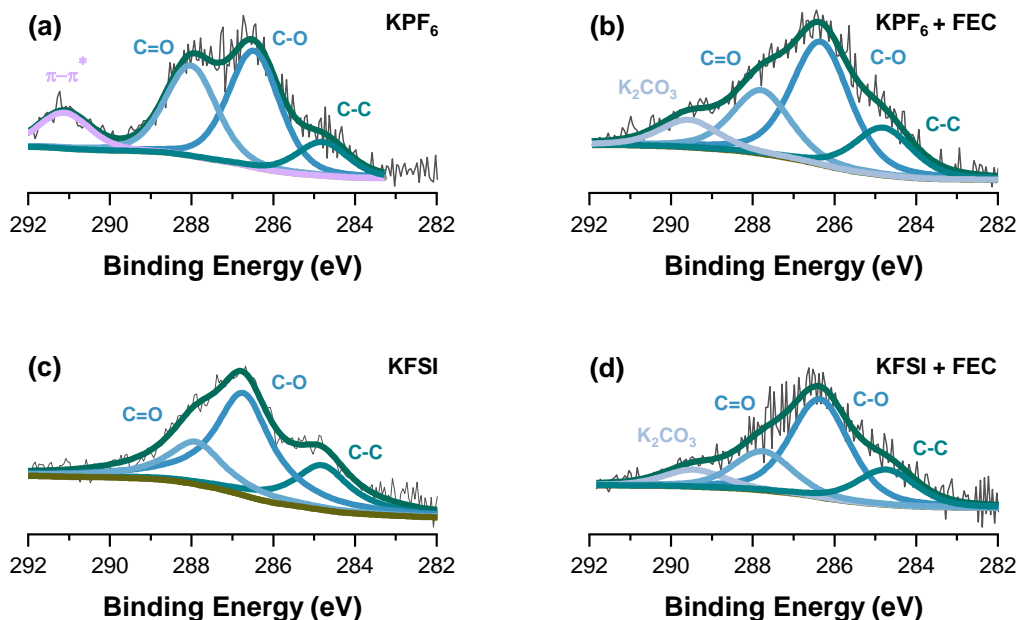 (a)
KPF₆
C=O
C-O
π−π*
C-C
292 290 288 286 284 282
Binding Energy (eV)
(b)
KPF₆ + FEC
C=O
C-O
K₂CO₃
C-C
292 290 288 286 284 282
Binding Energy (eV)
(c)
KFSI
C-O
C=O
C-C
292 290 288 286 284 282
Binding Energy (eV)
(d)
KFSI + FEC
C=O
C-O
K₂CO₃
C-C
292 290 288 286 284 282
Binding Energy (eV)